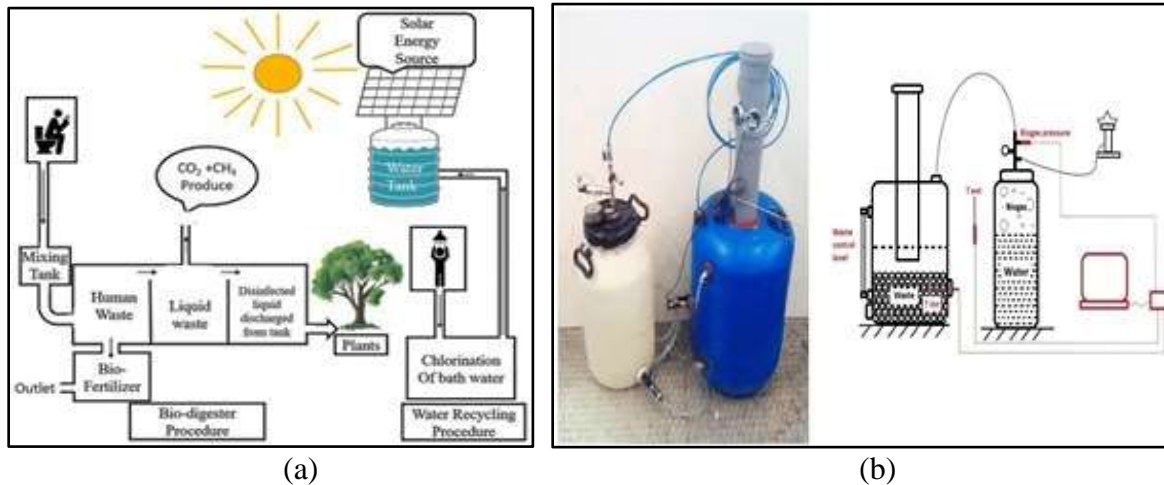 Solar
Energy
Source
Water
Tank
CO₂ +CH₄
Produce
Mixing
Tank
Human
Waste
Liquid
waste
Disinfected
liquid
discharged
from tank
Plants
Bio-
Fertilizer
Outlet
Bio-digester
Procedure
Chlorination
Of bath water
Water Recycling
Procedure
(a)
Biogas pressure
T ext
Biogas
Water
Waste
control
level
Waste
(b)